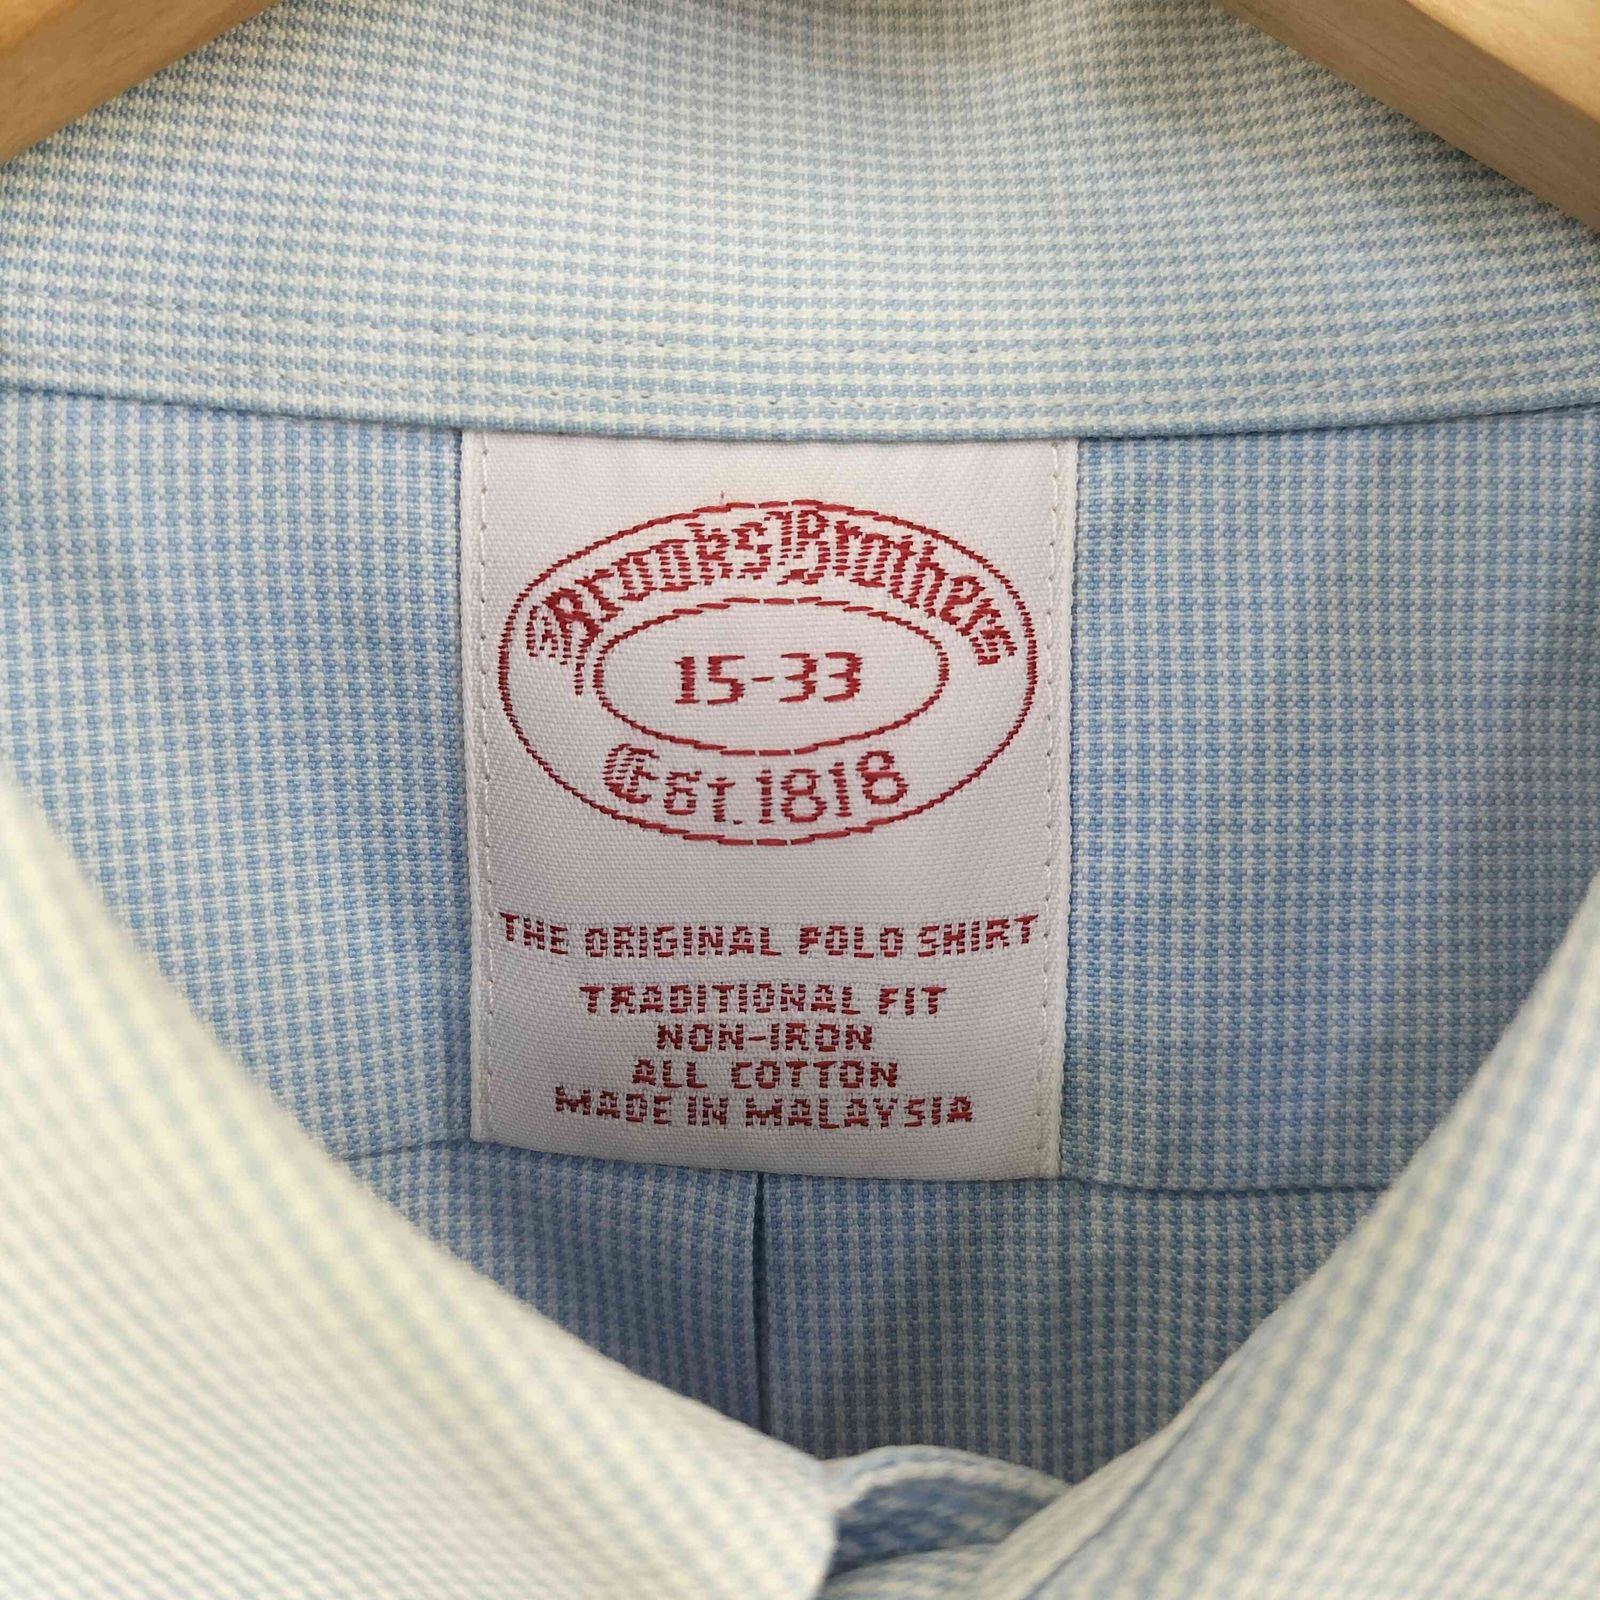 Brooks Brothers
15-33
Est. 1818
THE ORIGINAL POLO SHIRT
TRADITIONAL FIT
NON-IRON
ALL COTTON
MADE IN MALAYSIA